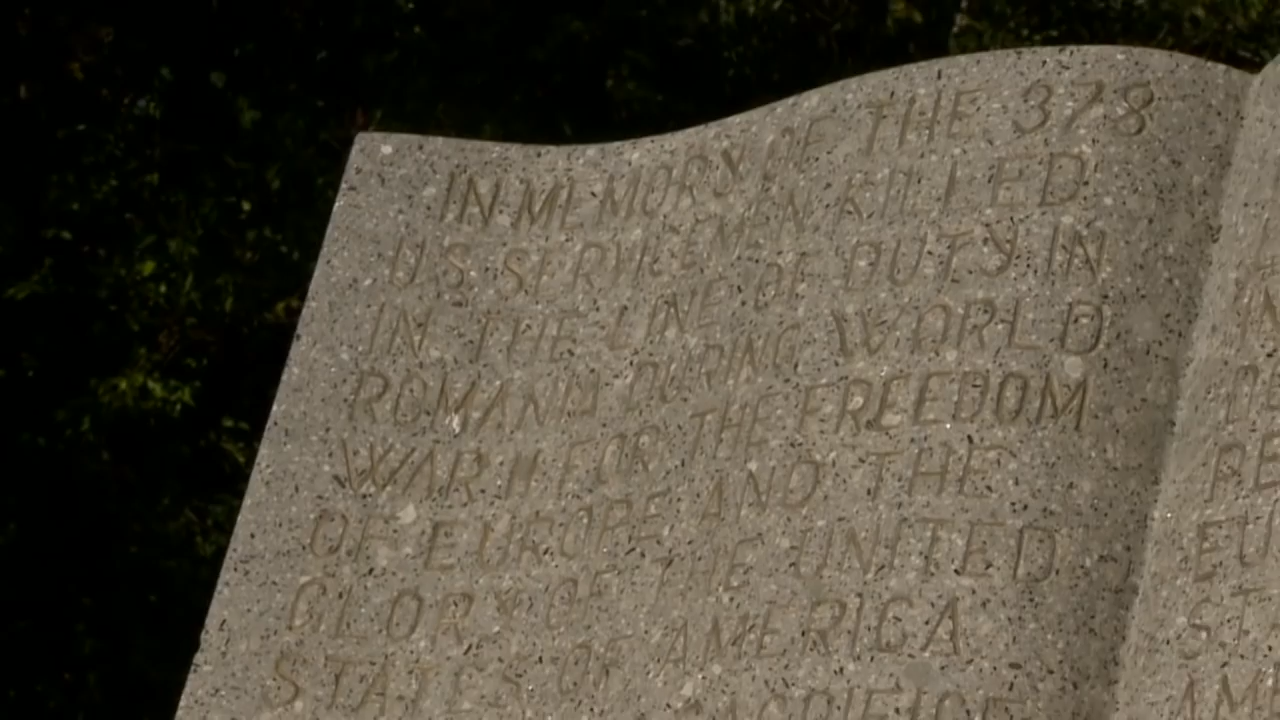 IN MEMORY OF THE 378
U.S SERVICEMEN KILLED
IN THE LINE OF DUTY IN
ROMANIA DURING WORLD
WAR II FOR THE FREEDOM
OF EUROPE AND THE
GLORY OF THE UNITED
STATES OF AMERICA